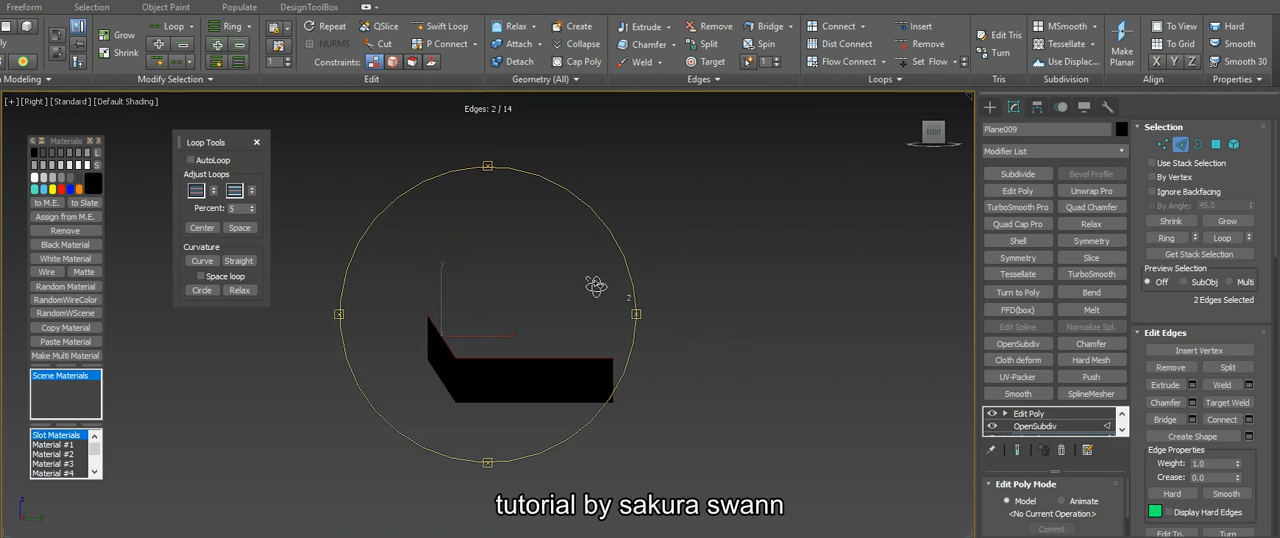 Freeform Selection Object Paint DesignToolBox
Loop Ring Repeat QSlice Swift Loop Relax Create Extrude Remove Bridge Connect Insert MSmooth To View Hard
Grow NURMS Cut P Connect Attach Collapse Chamfer Split Spin Dist Connect Remove Edit Tris Tessellate Make Planar To Grid Smooth
Shrink Constraints: Detach Cap Poly Weld Target 1 Flow Connect Set Flow Turn Use Displac... X Y Z Smooth 30
Modeling Modify Selection Edit Geometry (All) Edges Loops Tris Subdivision Align Properties
[+] [Right] [Standard] [Default Shading]
Edges: 2 / 14
Materials
L
S
to M.E. to Slate
Assign from M.E.
Remove
Black Material
White Material
Wire Matte
Random Material
RandomWireColor
RandomWScene
Copy Material
Paste Material
Make Multi Material
Scene Materials
Slot Materials
Material #1
Material #2
Material #3
Material #4
Loop Tools
AutoLoop
Adjust Loops
Percent: 5
Center Space
Curvature
Curve Straight
Space loop
Circle Relax
y
2
RIGHT
Plane009
Modifier List
Subdivide Bevel Profile
Edit Poly Unwrap Pro
TurboSmooth Pro Quad Chamfer
Quad Cap Pro Relax
Shell Symmetry
Symmetry Slice
Tessellate TurboSmooth
Turn to Poly Bend
FFD(box) Melt
Edit Spline Normalize Spl.
OpenSubdiv Chamfer
Cloth deform Hard Mesh
UV-Packer Push
Smooth SplineMesher
Edit Poly
OpenSubdiv
Edit Poly Mode
Model Animate
<No Current Operation>
Commit
Selection
Use Stack Selection
By Vertex
Ignore Backfacing
By Angle: 45.0
Shrink Grow
Ring Loop
Get Stack Selection
Preview Selection
Off SubObj Multi
2 Edges Selected
Edit Edges
Insert Vertex
Remove Split
Extrude Weld
Chamfer Target Weld
Bridge Connect
Create Shape
Edge Properties
Weight: 1.0
Crease: 0.0
Hard Smooth
Display Hard Edges
Edit Tri. Turn
tutorial by sakura swann